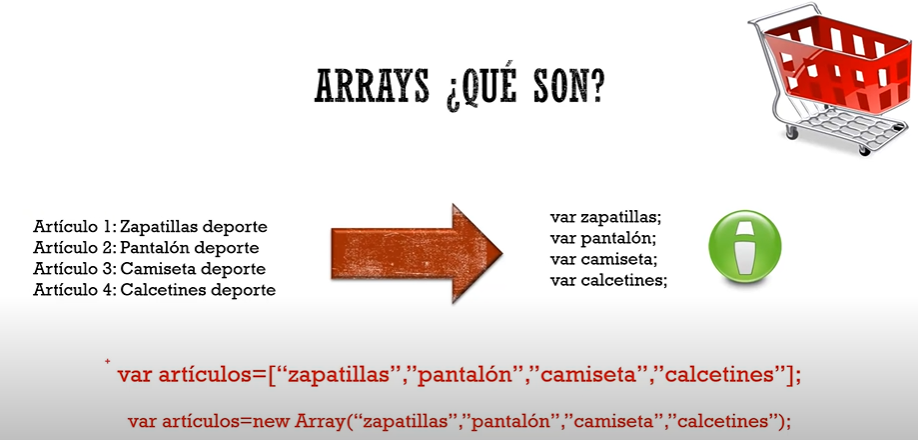 ARRAYS ¿QUÉ SON?
Artículo 1: Zapatillas deporte
Artículo 2: Pantalón deporte
Artículo 3: Camiseta deporte
Artículo 4: Calcetines deporte
var zapatillas;
var pantalón;
var camiseta;
var calcetines;
var artículos=[“zapatillas”,”pantalón”,”camiseta”,”calcetines”];
var artículos=new Array(“zapatillas”,”pantalón”,”camiseta”,”calcetines”);